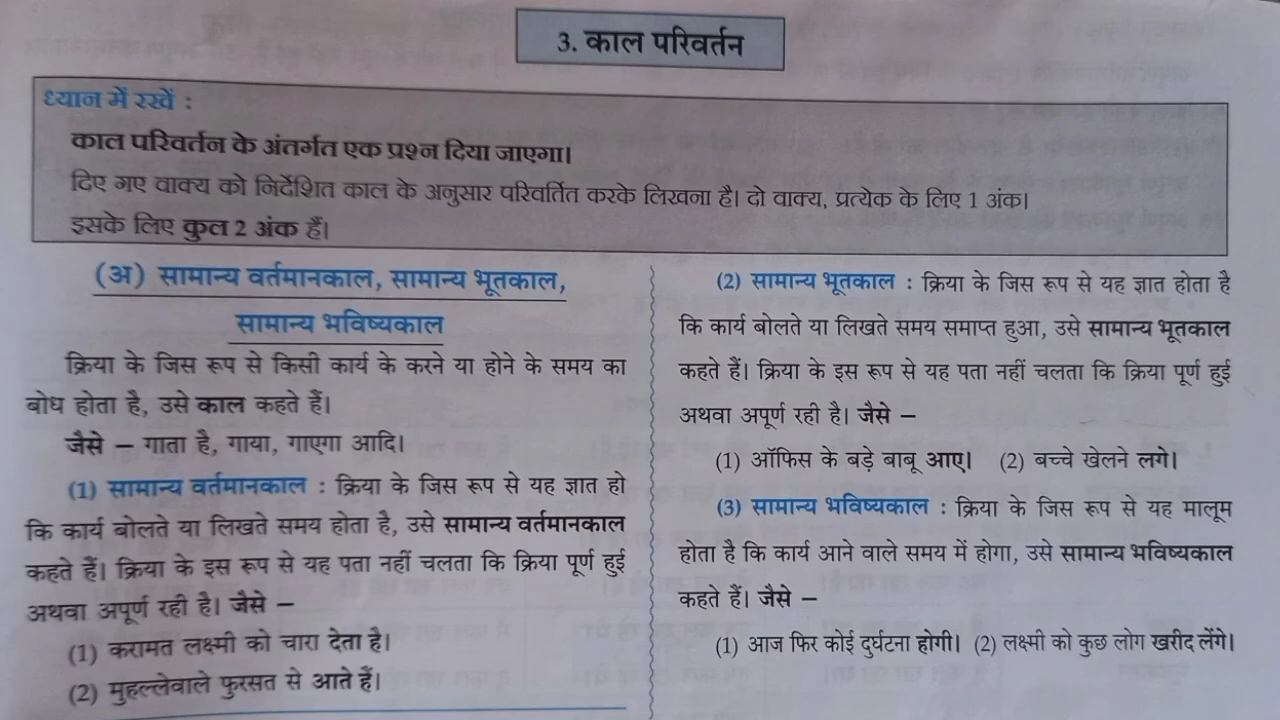 3. काल परिवर्तन
ध्यान में रखें :
काल परिवर्तन के अंतर्गत एक प्रश्न दिया जाएगा।
दिए गए वाक्य को निर्देशित काल के अनुसार परिवर्तित करके लिखना है। दो वाक्य, प्रत्येक के लिए 1 अंक।
इसके लिए कुल 2 अंक हैं।
(अ) सामान्य वर्तमानकाल, सामान्य भूतकाल,
सामान्य भविष्यकाल
क्रिया के जिस रूप से किसी कार्य के करने या होने के समय का
बोध होता है, उसे काल कहते हैं।
जैसे – गाता है, गाया, गाएगा आदि।
(1) सामान्य वर्तमानकाल : क्रिया के जिस रूप से यह ज्ञात हो
कि कार्य बोलते या लिखते समय होता है, उसे सामान्य वर्तमानकाल
कहते हैं। क्रिया के इस रूप से यह पता नहीं चलता कि क्रिया पूर्ण हुई
अथवा अपूर्ण रही है। जैसे –
(1) करामत लक्ष्मी को चारा देता है।
(2) मुहल्लेवाले फुरसत से आते हैं।
(2) सामान्य भूतकाल : क्रिया के जिस रूप से यह ज्ञात होता है
कि कार्य बोलते या लिखते समय समाप्त हुआ, उसे सामान्य भूतकाल
कहते हैं। क्रिया के इस रूप से यह पता नहीं चलता कि क्रिया पूर्ण हुई
अथवा अपूर्ण रही है। जैसे –
(1) ऑफिस के बड़े बाबू आए। (2) बच्चे खेलने लगे।
(3) सामान्य भविष्यकाल : क्रिया के जिस रूप से यह मालूम
होता है कि कार्य आने वाले समय में होगा, उसे सामान्य भविष्यकाल
कहते हैं। जैसे –
(1) आज फिर कोई दुर्घटना होगी। (2) लक्ष्मी को कुछ लोग खरीद लेंगे।